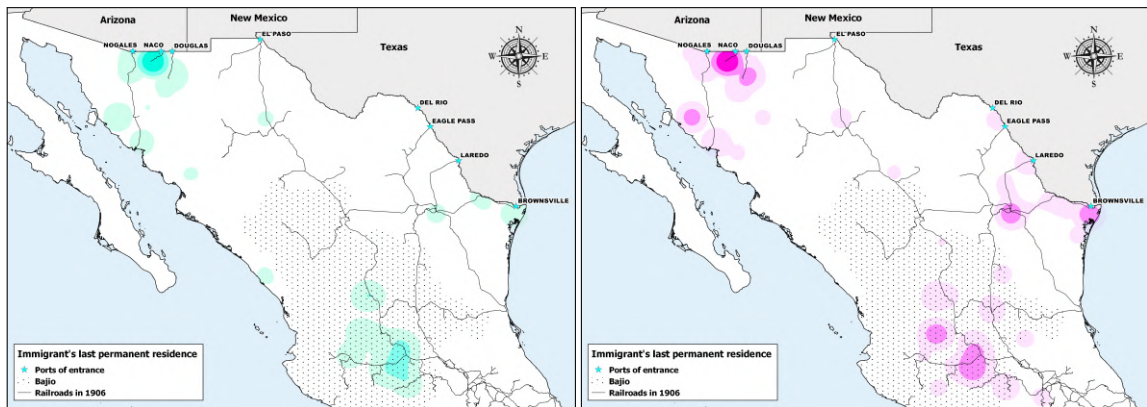 Arizona
New Mexico
Texas
NOGALES
NACO
DOUGLAS
EL PASO
N
W
E
S
DEL RIO
EAGLE PASS
LAREDO
BROWNSVILLE
Immigrant's last permanent residence
Ports of entrance
Bajio
Railroads in 1906
Arizona
New Mexico
Texas
NOGALES
NACO
DOUGLAS
EL PASO
N
W
E
S
DEL RIO
EAGLE PASS
LAREDO
BROWNSVILLE
Immigrant's last permanent residence
Ports of entrance
Bajio
Railroads in 1906